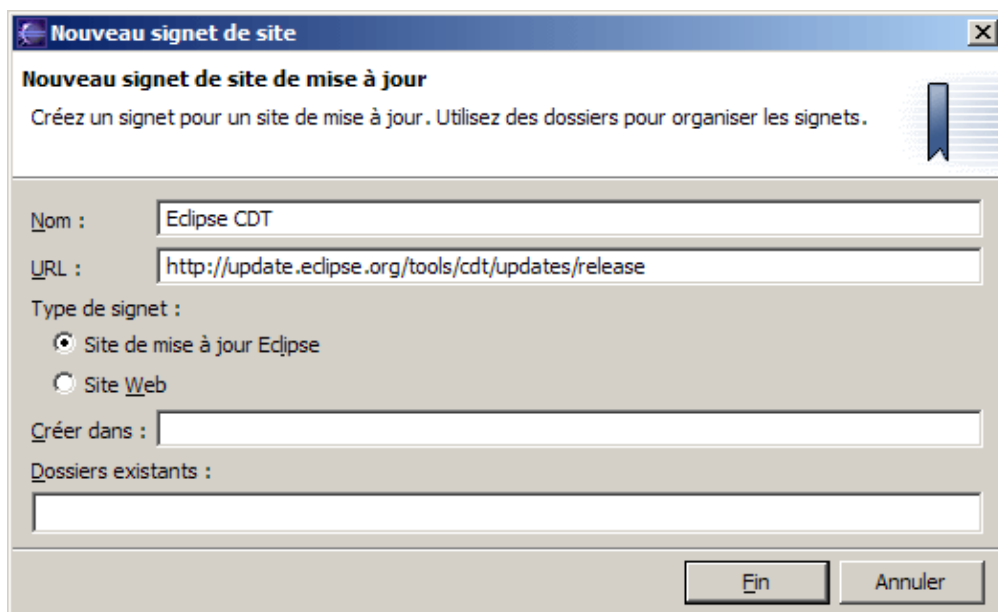 Nouveau signet de site
Nouveau signet de site de mise à jour
Créez un signet pour un site de mise à jour. Utilisez des dossiers pour organiser les signets.
Nom : Eclipse CDT
URL : http://update.eclipse.org/tools/cdt/updates/release
Type de signet :
Site de mise à jour Eclipse
Site Web
Créer dans :
Dossiers existants :
Fin Annuler